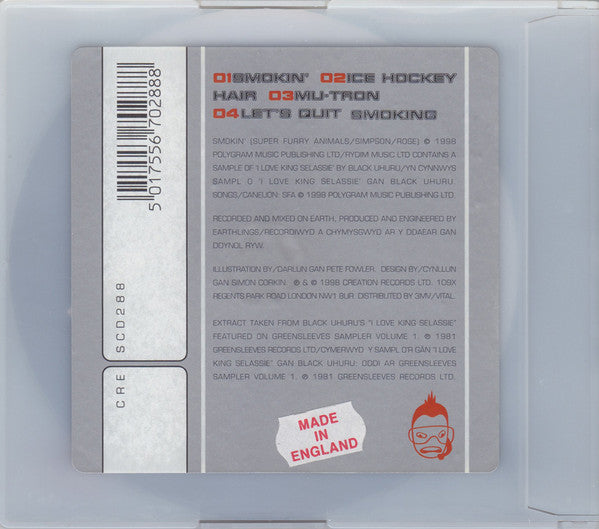 01SMOKIN' 02ICE HOCKEY
HAIR 03MU-TRON
04LET'S QUIT SMOKING
SMOKIN' (SUPER FURRY ANIMALS/SIMPSON/ROSE) © 1998
POLYGRAM MUSIC PUBLISHING LTD/RYDIM MUSIC LTD CONTAINS A
SAMPLE OF 'I LOVE KING SELASSIE' BY BLACK UHURU/YN CYNNWYS
SAMPL O 'I LOVE KING SELASSIE' GAN BLACK UHURU.
SONGS/CANEUON: SFA © 1998 POLYGRAM MUSIC PUBLISHING LTD.
RECORDED AND MIXED ON EARTH. PRODUCED AND ENGINEERED BY
EARTHLINGS/RECORDIWYD A CHYMYSGWYD AR Y DDAEAR GAN
DDYNOL RYW.
ILLUSTRATION BY/DARLUN GAN PETE FOWLER. DESIGN BY/CYNLLUN
GAN SIMON CORKIN. ℗ & © 1998 CREATION RECORDS LTD. 109X
REGENTS PARK ROAD LONDON NW1 8UR. DISTRIBUTED BY 3MV/VITAL.
EXTRACT TAKEN FROM BLACK UHURU'S "I LOVE KING SELASSIE"
FEATURED ON GREENSLEEVES SAMPLER VOLUME 1. ℗ 1981
GREENSLEEVES RECORDS LTD/CYMERWYD Y SAMPL O'R GÂN 'I LOVE
KING SELASSIE' GAN BLACK UHURU: ODDI AR GREENSLEEVES
SAMPLER VOLUME 1. ℗ 1981 GREENSLEEVES RECORDS LTD.
5 017556 702888
CRE SCD288
MADE
IN
ENGLAND